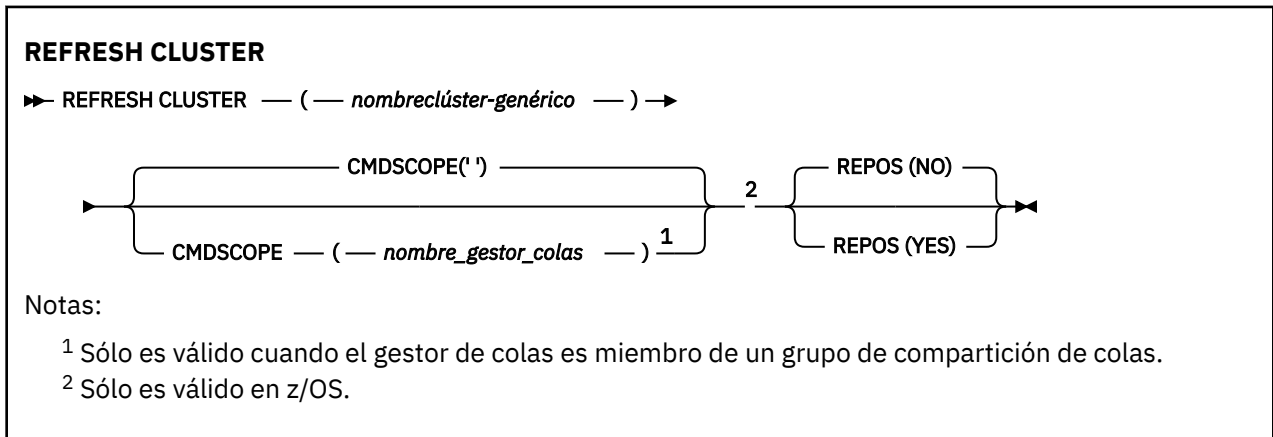 REFRESH CLUSTER
REFRESH CLUSTER ( nombreclúster-genérico )
CMDSCOPE(' ')
CMDSCOPE ( nombre_gestor_colas ) 1
2
REPOS (NO)
REPOS (YES)
Notas:
1 Sólo es válido cuando el gestor de colas es miembro de un grupo de compartición de colas.
2 Sólo es válido en z/OS.